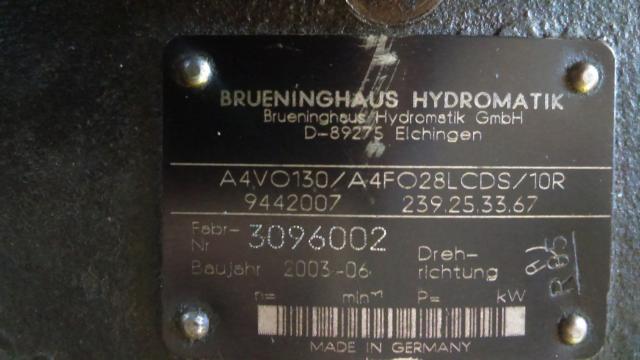 BRUENINGHAUS HYDROMATIK
Brueninghaus Hydromatik GmbH
D-89275 Elchingen
A4VO130/A4FO28LCDS/10R
9442007 239.25.33.67
Fabr-
Nr 3096002
Baujahr 2003-06
Dreh-
richtung
n= min⁻¹ P= kW
MADE IN GERMANY